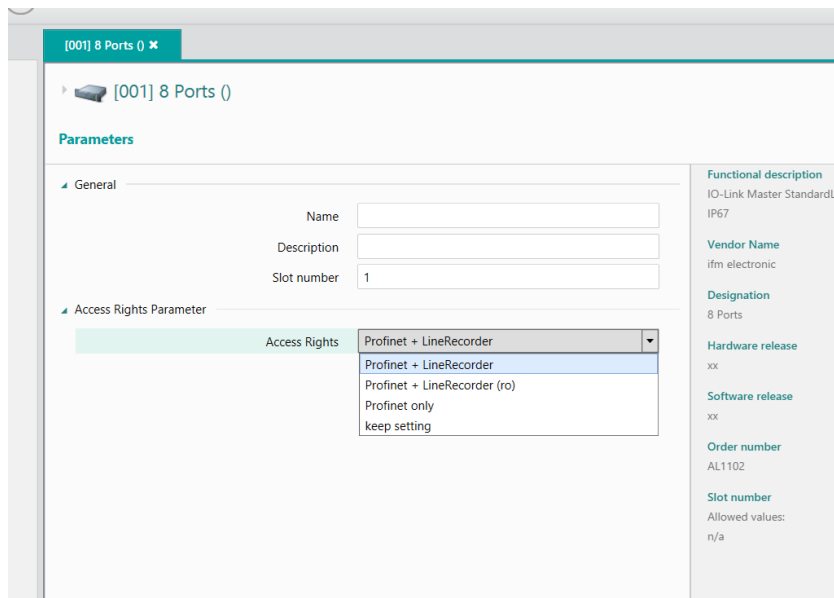 [001] 8 Ports () ✖
[001] 8 Ports ()
Parameters
General
Name
Description
Slot number 1
Access Rights Parameter
Access Rights Profinet + LineRecorder
Profinet + LineRecorder
Profinet + LineRecorder (ro)
Profinet only
keep setting
Functional description
IO-Link Master StandardL
IP67
Vendor Name
ifm electronic
Designation
8 Ports
Hardware release
xx
Software release
xx
Order number
AL1102
Slot number
Allowed values:
n/a